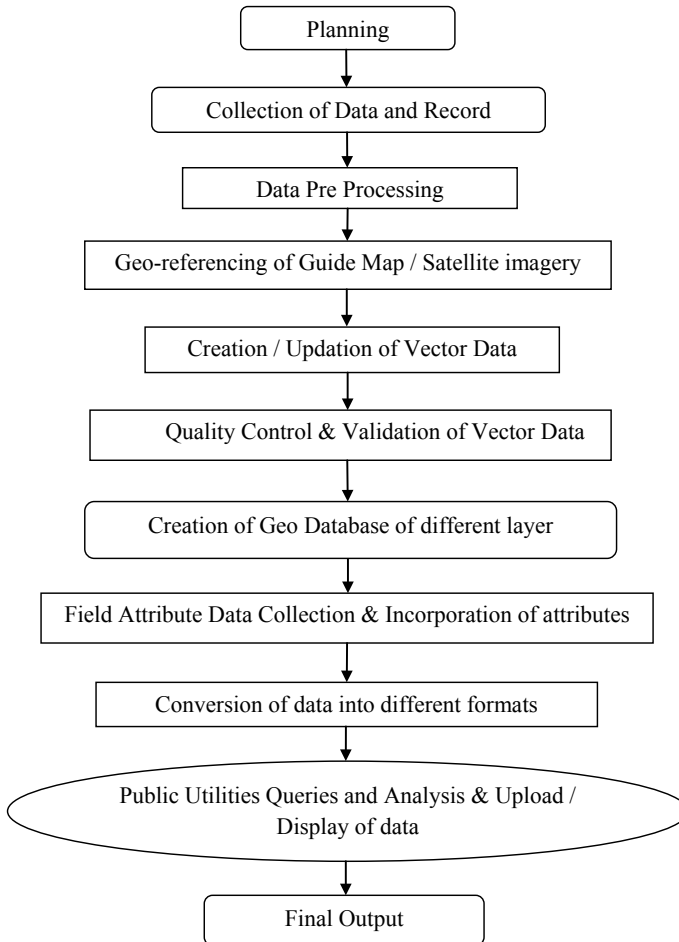 Planning
Collection of Data and Record
Data Pre Processing
Geo-referencing of Guide Map / Satellite imagery
Creation / Updation of Vector Data
Quality Control & Validation of Vector Data
Creation of Geo Database of different layer
Field Attribute Data Collection & Incorporation of attributes
Conversion of data into different formats
Public Utilities Queries and Analysis & Upload /
Display of data
Final Output